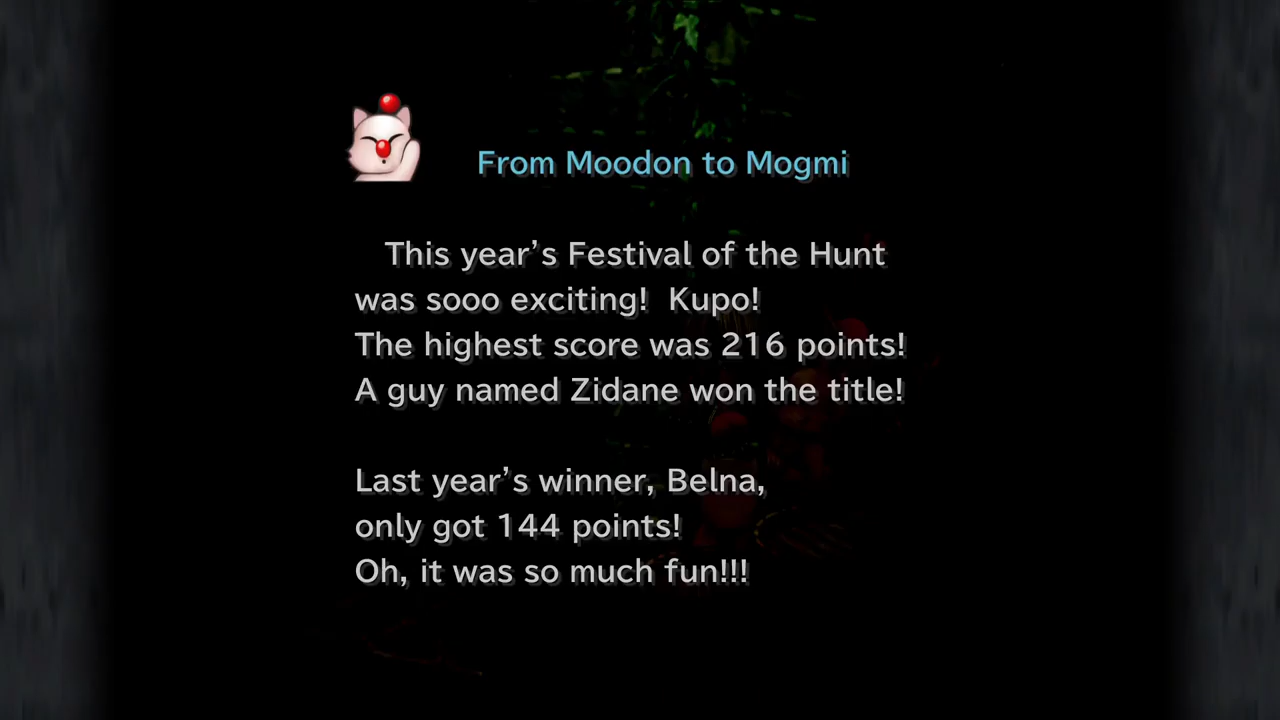 From Moodon to Mogmi
This year’s Festival of the Hunt
was sooo exciting!  Kupo!
The highest score was 216 points!
A guy named Zidane won the title!
Last year’s winner, Belna,
only got 144 points!
Oh, it was so much fun!!!